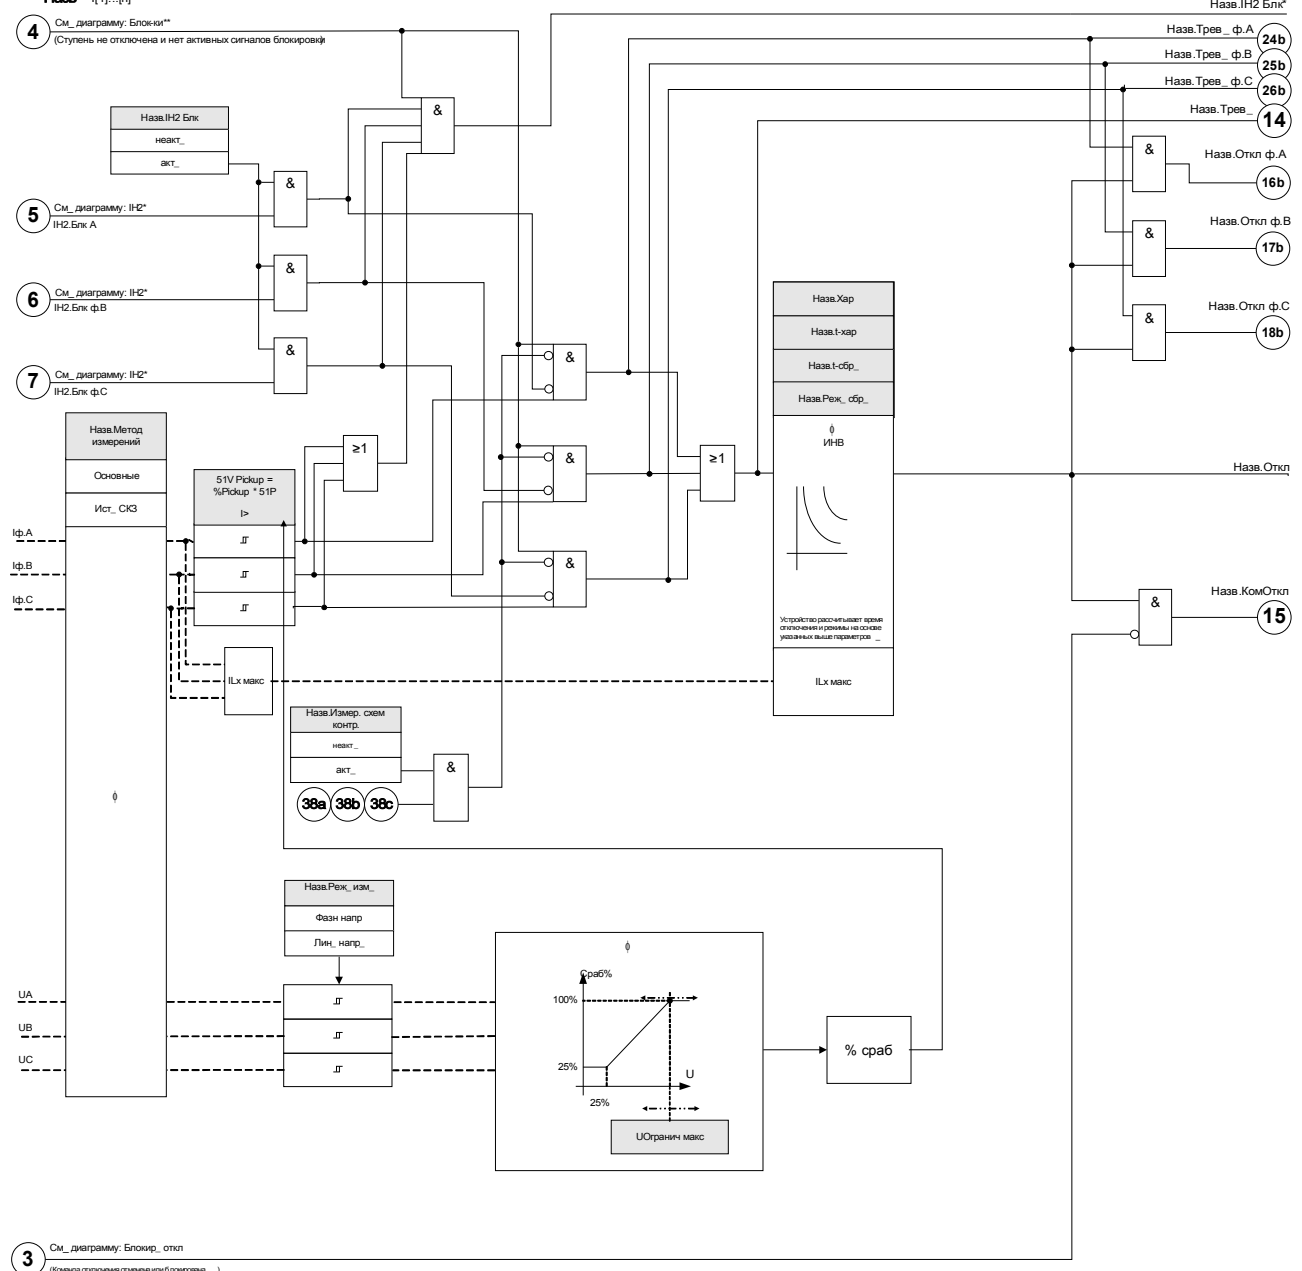 Назв.IH2 Блк*
4
См_ диаграмму: Блок-ки**
(Ступень не отключена и нет активных сигналов блокировки)
Назв.Трев_ ф.A
24b
Назв.Трев_ ф.B
25b
Назв.Трев_ ф.C
26b
Назв.Трев_
14
Назв.IH2 Блк
неакт_
акт_
&
&
Назв.Откл ф.A
16b
5
См_ диаграмму: IH2*
IH2.Блк A
&
Назв.Откл ф.B
17b
&
6
См_ диаграмму: IH2*
IH2.Блк ф.B
&
Назв.Откл ф.C
18b
&
7
См_ диаграмму: IH2*
IH2.Блк ф.C
&
&
&
&
Назв.Хар
Назв.t-хар
Назв.t-сбр_
Назв.Реж_ сбр_
ϕ
ИНВ
Устройство рассчитывает время
отключения и режимы на основе
указанных выше параметров _
ILx макс
Назв.Метод
измерений
Основные
Ист_ СКЗ
ϕ
≥1
≥1
Назв.Откл
51V Pickup =
%Pickup * 51P
I>
Iф.A
Iф.B
Iф.C
&
Назв.КомОткл
15
ILx макс
Назв.Измер. схем
контр.
неакт_
акт_
&
38a 38b 38c
Назв.Реж_ изм_
Фазн напр
Лин_ напр_
UA
UB
UC
ϕ
Сраб%
100%
25%
U
25%
UОгранич макс
% сраб
3
См_ диаграмму: Блокир_ откл